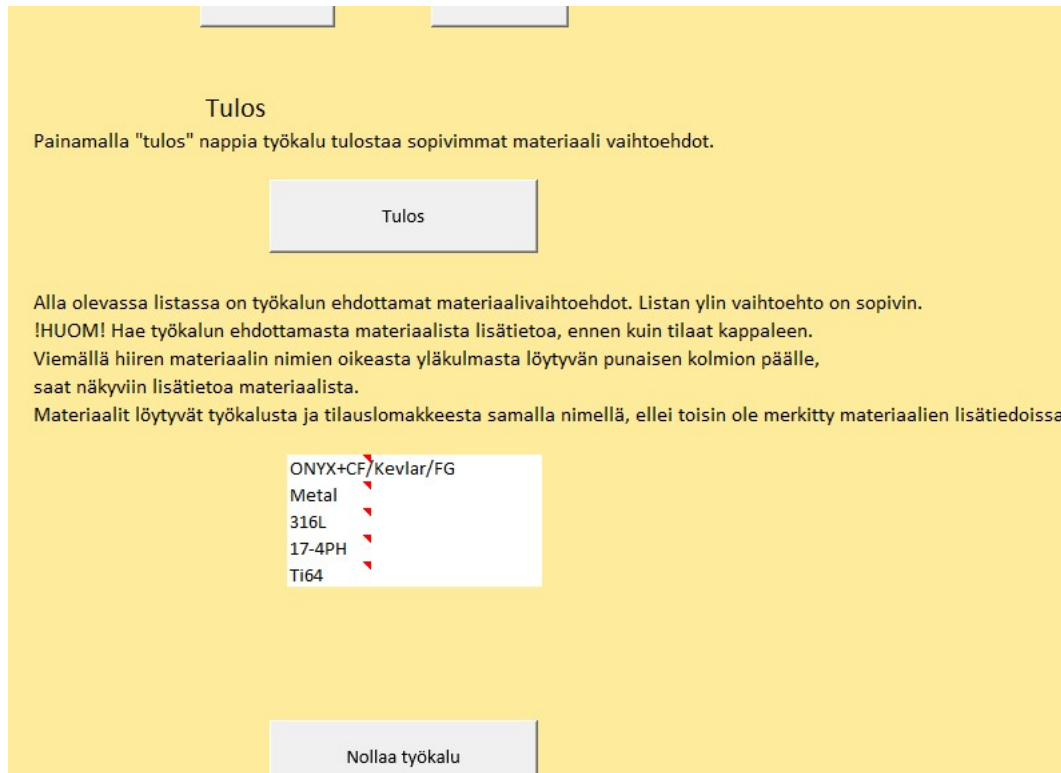 Tulos
Painamalla "tulos" nappia työkalu tulostaa sopivimmat materiaali vaihtoehdot.
Tulos
Alla olevassa listassa on työkalun ehdottamat materiaalivaihtoehdot. Listan ylin vaihtoehto on sopivin.
!HUOM! Hae työkalun ehdottamasta materiaalista lisätietoa, ennen kuin tilaat kappaleen.
Viemällä hiiren materiaalin nimien oikeasta yläkulmasta löytyvän punaisen kolmion päälle,
saat näkyviin lisätietoa materiaalista.
Materiaalit löytyvät työkalusta ja tilauslomakkeesta samalla nimellä, ellei toisin ole merkitty materiaalien lisätiedoissa
ONYX+CF/Kevlar/FG
Metal
316L
17-4PH
Ti64
Nollaa työkalu